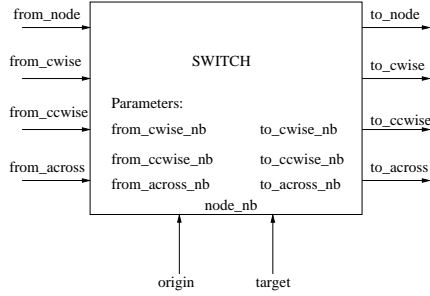 from_node to_node
from_cwise to_cwise
SWITCH
from_ccwise to_ccwise
Parameters:
from_cwise_nb to_cwise_nb
from_ccwise_nb to_ccwise_nb
from_across to_across
from_across_nb to_across_nb
node_nb
origin target